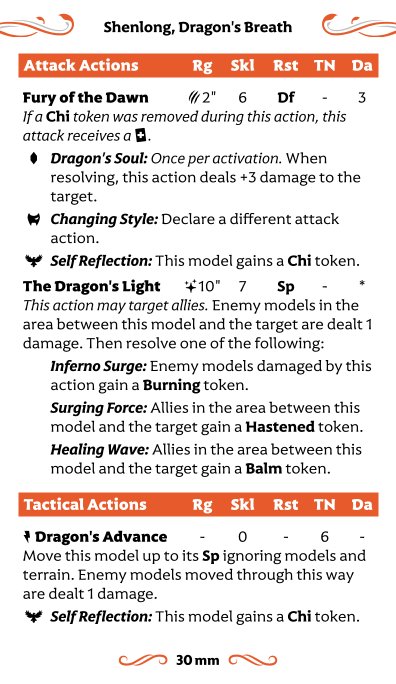 Shenlong, Dragon's Breath
Attack Actions Rg Skl Rst TN Da
Fury of the Dawn 2" 6 Df - 3
If a Chi token was removed during this action, this
attack receives a .
Dragon's Soul: Once per activation. When
resolving, this action deals +3 damage to the
target.
Changing Style: Declare a different attack
action.
Self Reflection: This model gains a Chi token.
The Dragon's Light 10" 7 Sp - *
This action may target allies. Enemy models in the
area between this model and the target are dealt 1
damage. Then resolve one of the following:
Inferno Surge: Enemy models damaged by this
action gain a Burning token.
Surging Force: Allies in the area between this
model and the target gain a Hastened token.
Healing Wave: Allies in the area between this
model and the target gain a Balm token.
Tactical Actions Rg Skl Rst TN Da
Dragon's Advance - 0 - 6 -
Move this model up to its Sp ignoring models and
terrain. Enemy models moved through this way
are dealt 1 damage.
Self Reflection: This model gains a Chi token.
30 mm